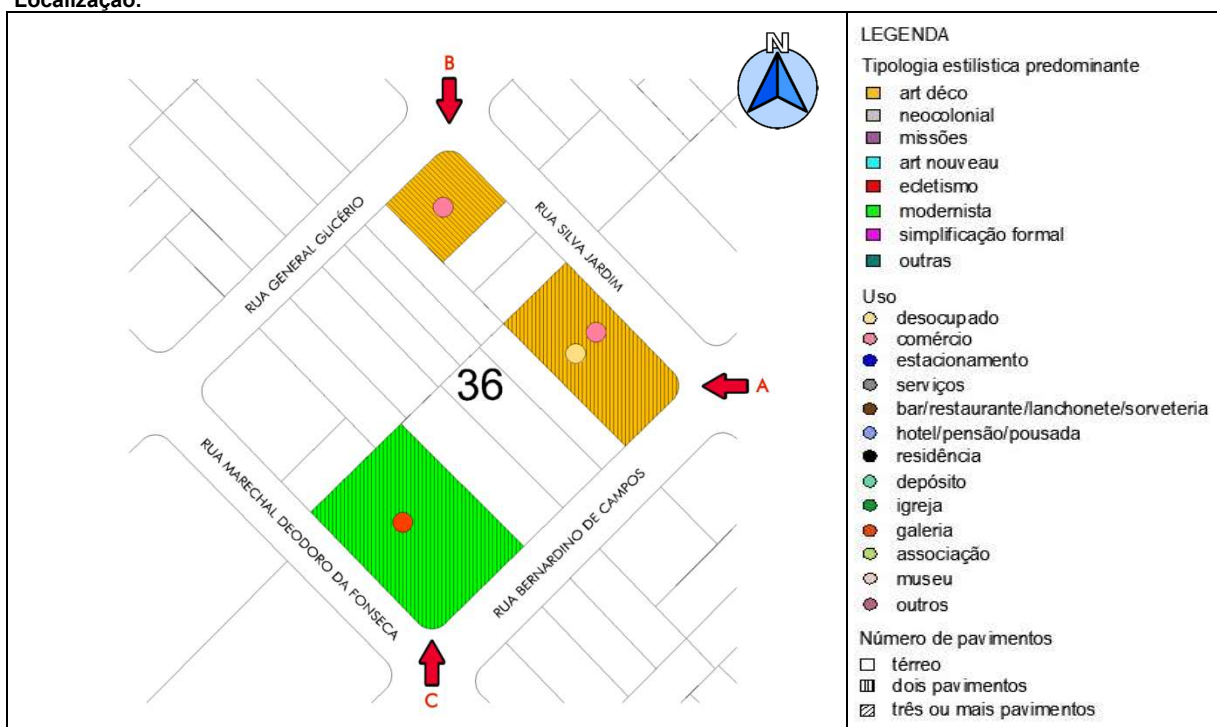 Localização:
N
B
RUA GENERAL GLICÉRIO
RUA SILVA JARDIM
36
A
RUA MARECHAL DEODORO DA FONSECA
RUA BERNARDINO DE CAMPOS
C
LEGENDA
Tipologia estilística predominante
art déco
neocolonial
missões
art nouveau
ecletismo
modernista
simplificação formal
outras
Uso
desocupado
comércio
estacionamento
serviços
bar/restaurante/lanchonete/sorveteria
hotel/pensão/pousada
residência
depósito
igreja
galeria
associação
museu
outros
Número de pavimentos
térreo
dois pavimentos
três ou mais pavimentos